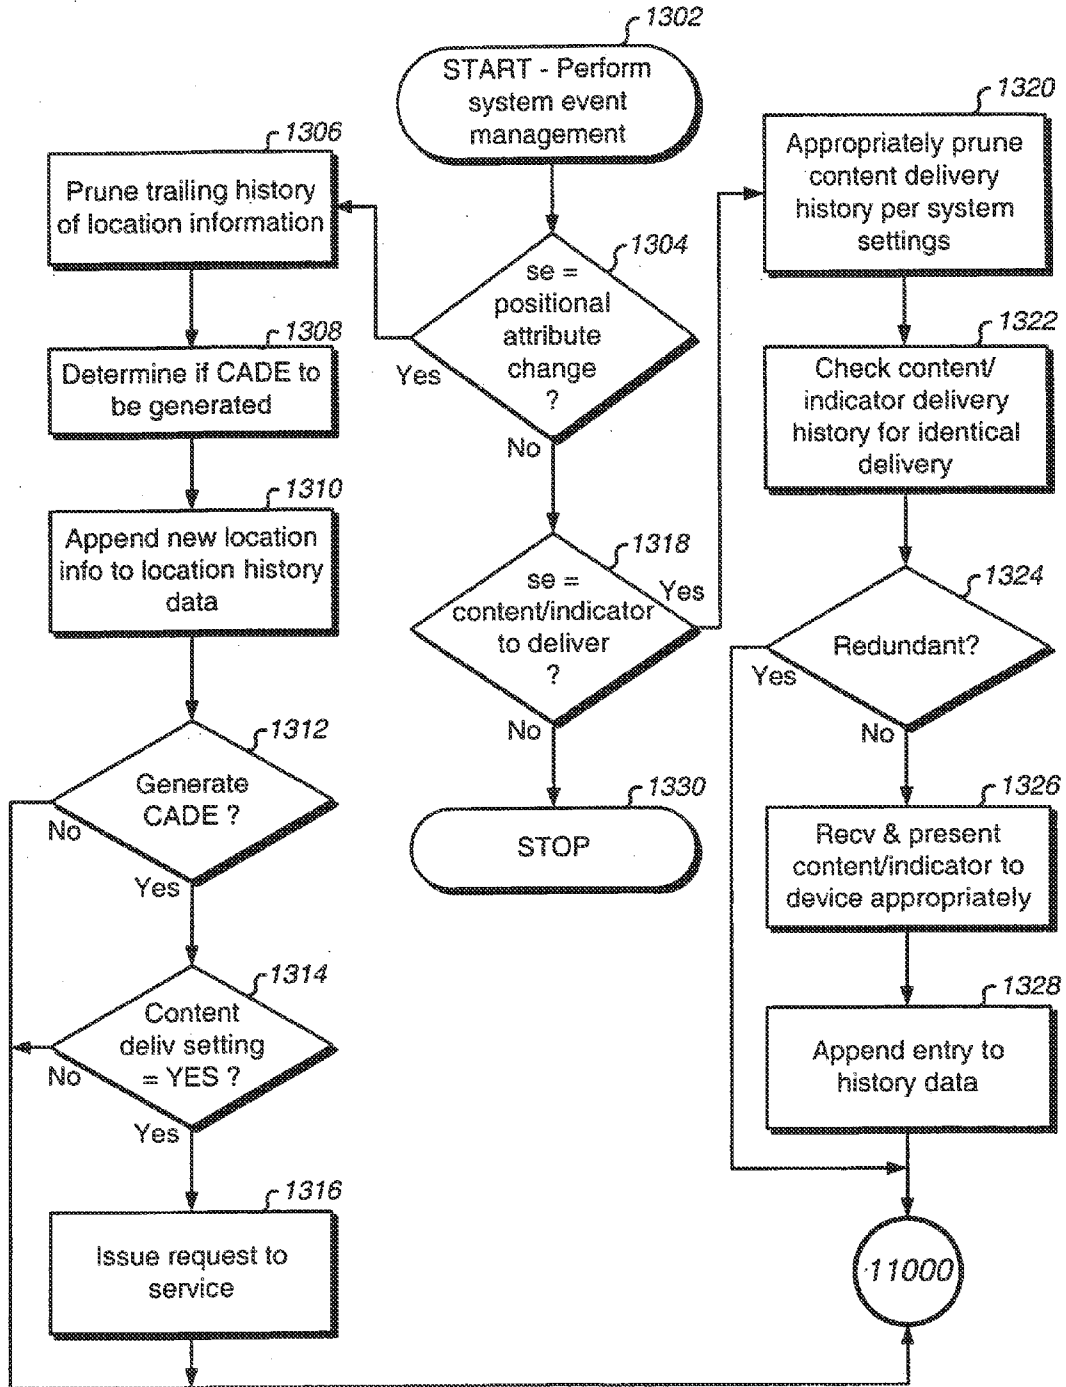 1302
START - Perform
system event
management
1304
se =
positional
attribute
change
?
Yes
No
1306
Prune trailing history
of location information
1308
Determine if CADE to
be generated
1310
Append new location
info to location history
data
1312
Generate
CADE ?
No
Yes
1314
Content
deliv setting
= YES ?
No
Yes
1316
Issue request to
service
1318
se =
content/indicator
to deliver
?
Yes
No
1330
STOP
1320
Appropriately prune
content delivery
history per system
settings
1322
Check content/
indicator delivery
history for identical
delivery
1324
Redundant?
Yes
No
1326
Recv & present
content/indicator to
device appropriately
1328
Append entry to
history data
11000